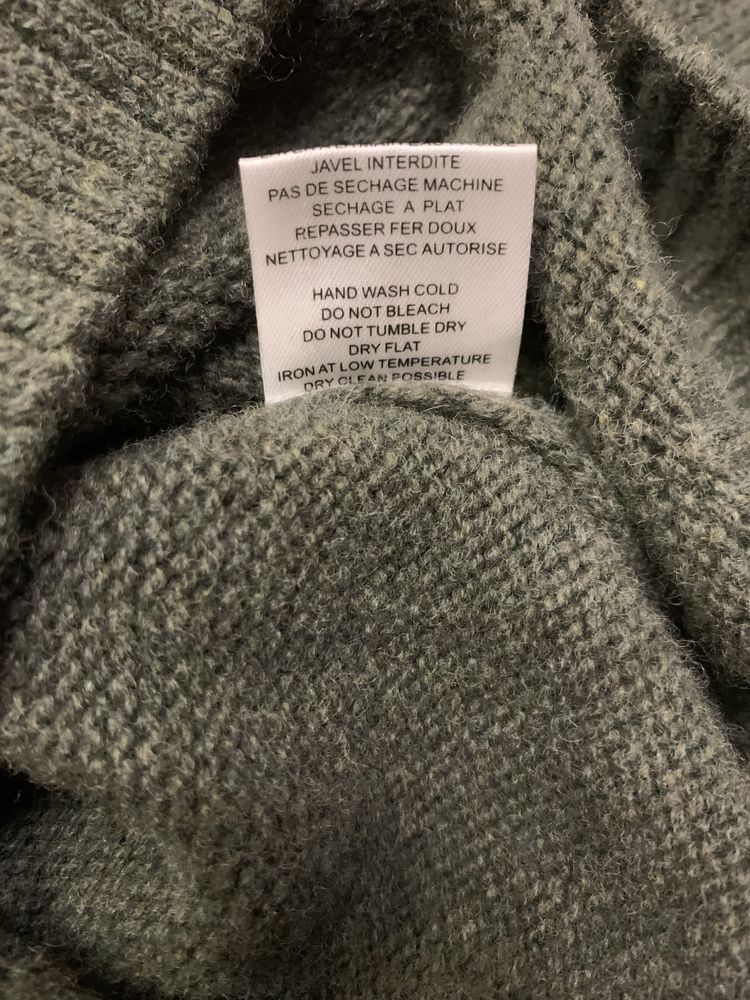 JAVEL INTERDITE
PAS DE SECHAGE MACHINE
SECHAGE A PLAT
REPASSER FER DOUX
NETTOYAGE A SEC AUTORISE
HAND WASH COLD
DO NOT BLEACH
DO NOT TUMBLE DRY
DRY FLAT
IRON AT LOW TEMPERATURE
DRY CLEAN POSSIBLE